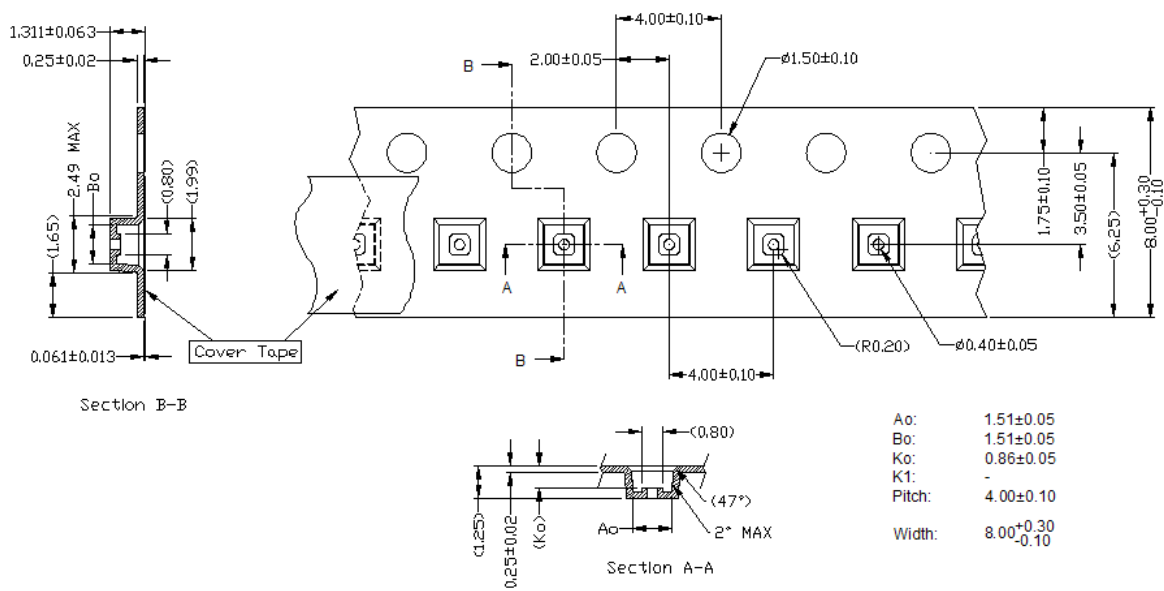 1.311±0.063
0.25±0.02
2.49 MAX
Bo
(0.80)
(1.99)
(1.65)
0.061±0.013
Cover Tape
Section B-B
4.00±0.10
2.00±0.05
ø1.50±0.10
B
A
A
B
1.75±0.10
3.50±0.05
(6.25)
8.00+0.30
-0.10
(R0.20)
ø0.40±0.05
4.00±0.10
(0.80)
(1.25)
0.25±0.02
(Ko)
Ao
(47°)
2° MAX
Section A-A
Ao: 1.51±0.05
Bo: 1.51±0.05
Ko: 0.86±0.05
K1: -
Pitch: 4.00±0.10
Width: 8.00+0.30
-0.10